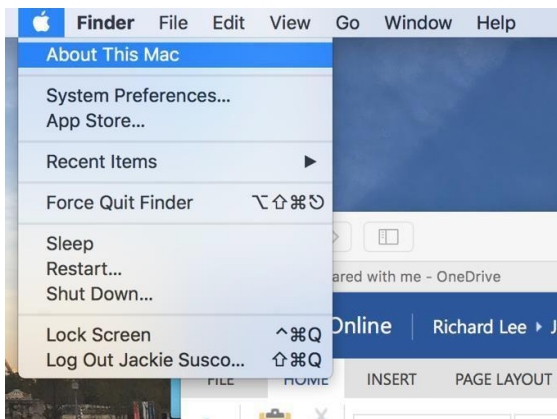 Finder File Edit View Go Window Help
About This Mac
System Preferences...
App Store...
Recent Items ▶
Force Quit Finder ⌥⇧⌘⎋
Sleep
Restart...
Shut Down...
ared with me - OneDrive
Lock Screen ^⌘Q
Online Richard Lee ▸ J
Log Out Jackie Susco... ⇧⌘Q
FILE HOME INSERT PAGE LAYOUT